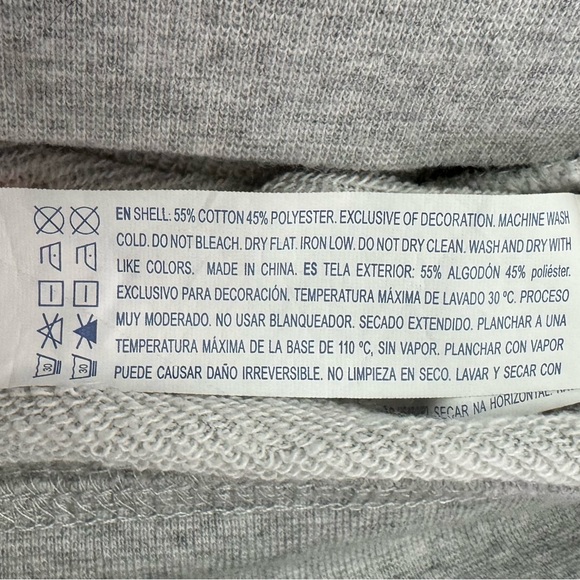 EN SHELL: 55% COTTON 45% POLYESTER. EXCLUSIVE OF DECORATION. MACHINE WASH
COLD. DO NOT BLEACH. DRY FLAT. IRON LOW. DO NOT DRY CLEAN. WASH AND DRY WITH
LIKE COLORS. MADE IN CHINA. ES TELA EXTERIOR: 55% ALGODÓN 45% poliéster.
EXCLUSIVO PARA DECORACIÓN. TEMPERATURA MÁXIMA DE LAVADO 30 ºC. PROCESO
MUY MODERADO. NO USAR BLANQUEADOR. SECADO EXTENDIDO. PLANCHAR A UNA
TEMPERATURA MÁXIMA DE LA BASE DE 110 ºC, SIN VAPOR. PLANCHAR CON VAPOR
PUEDE CAUSAR DAÑO IRREVERSIBLE. NO LIMPIEZA EN SECO. LAVAR Y SECAR CON
30 30
SECAR NA HORIZONTAL.